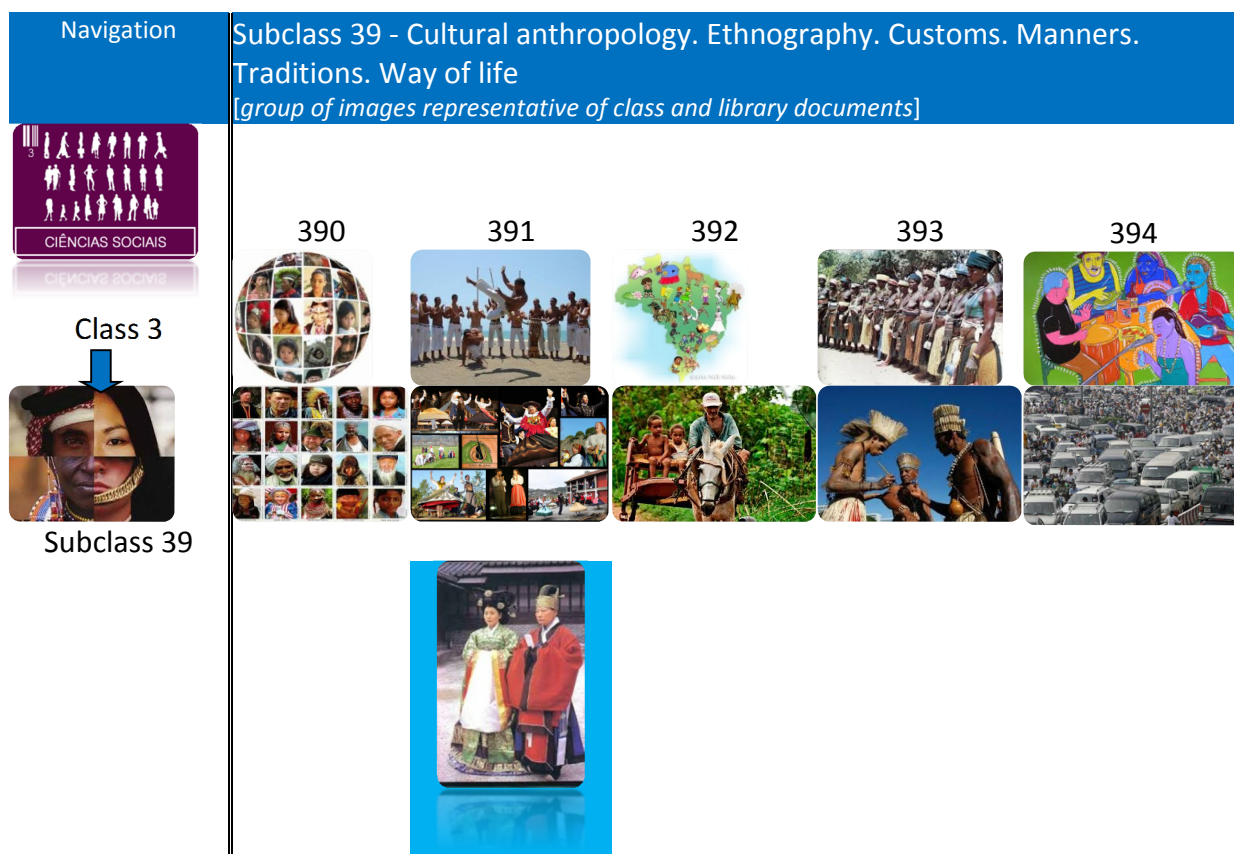 Navigation
Subclass 39 - Cultural anthropology. Ethnography. Customs. Manners.
Traditions. Way of life
[group of images representative of class and library documents]
3
CIÊNCIAS SOCIAIS
Class 3
Subclass 39
390
391
392
393
394